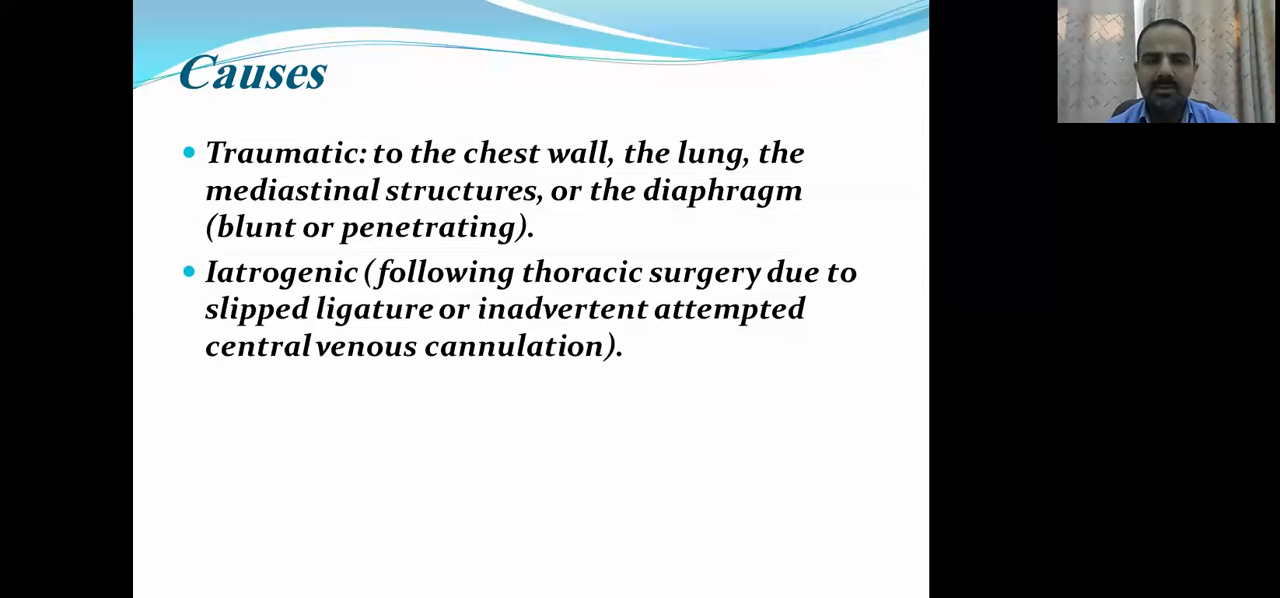 Causes
Traumatic: to the chest wall, the lung, the
mediastinal structures, or the diaphragm
(blunt or penetrating).
Iatrogenic (following thoracic surgery due to
slipped ligature or inadvertent attempted
central venous cannulation).